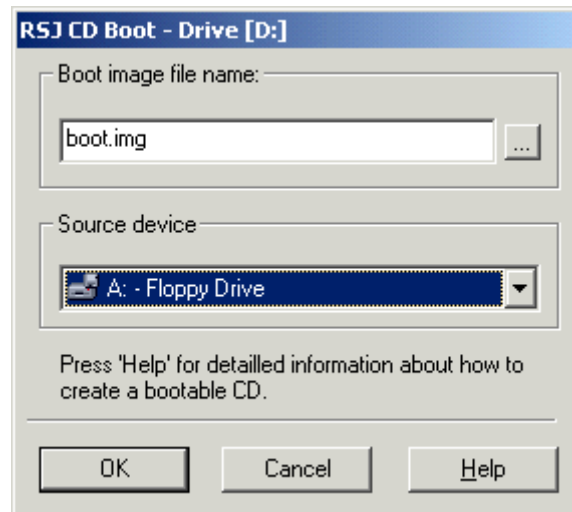 RSJ CD Boot - Drive [D:]
Boot image file name:
boot.img
...
Source device
A: - Floppy Drive
Press 'Help' for detailled information about how to
create a bootable CD.
OK
Cancel
Help